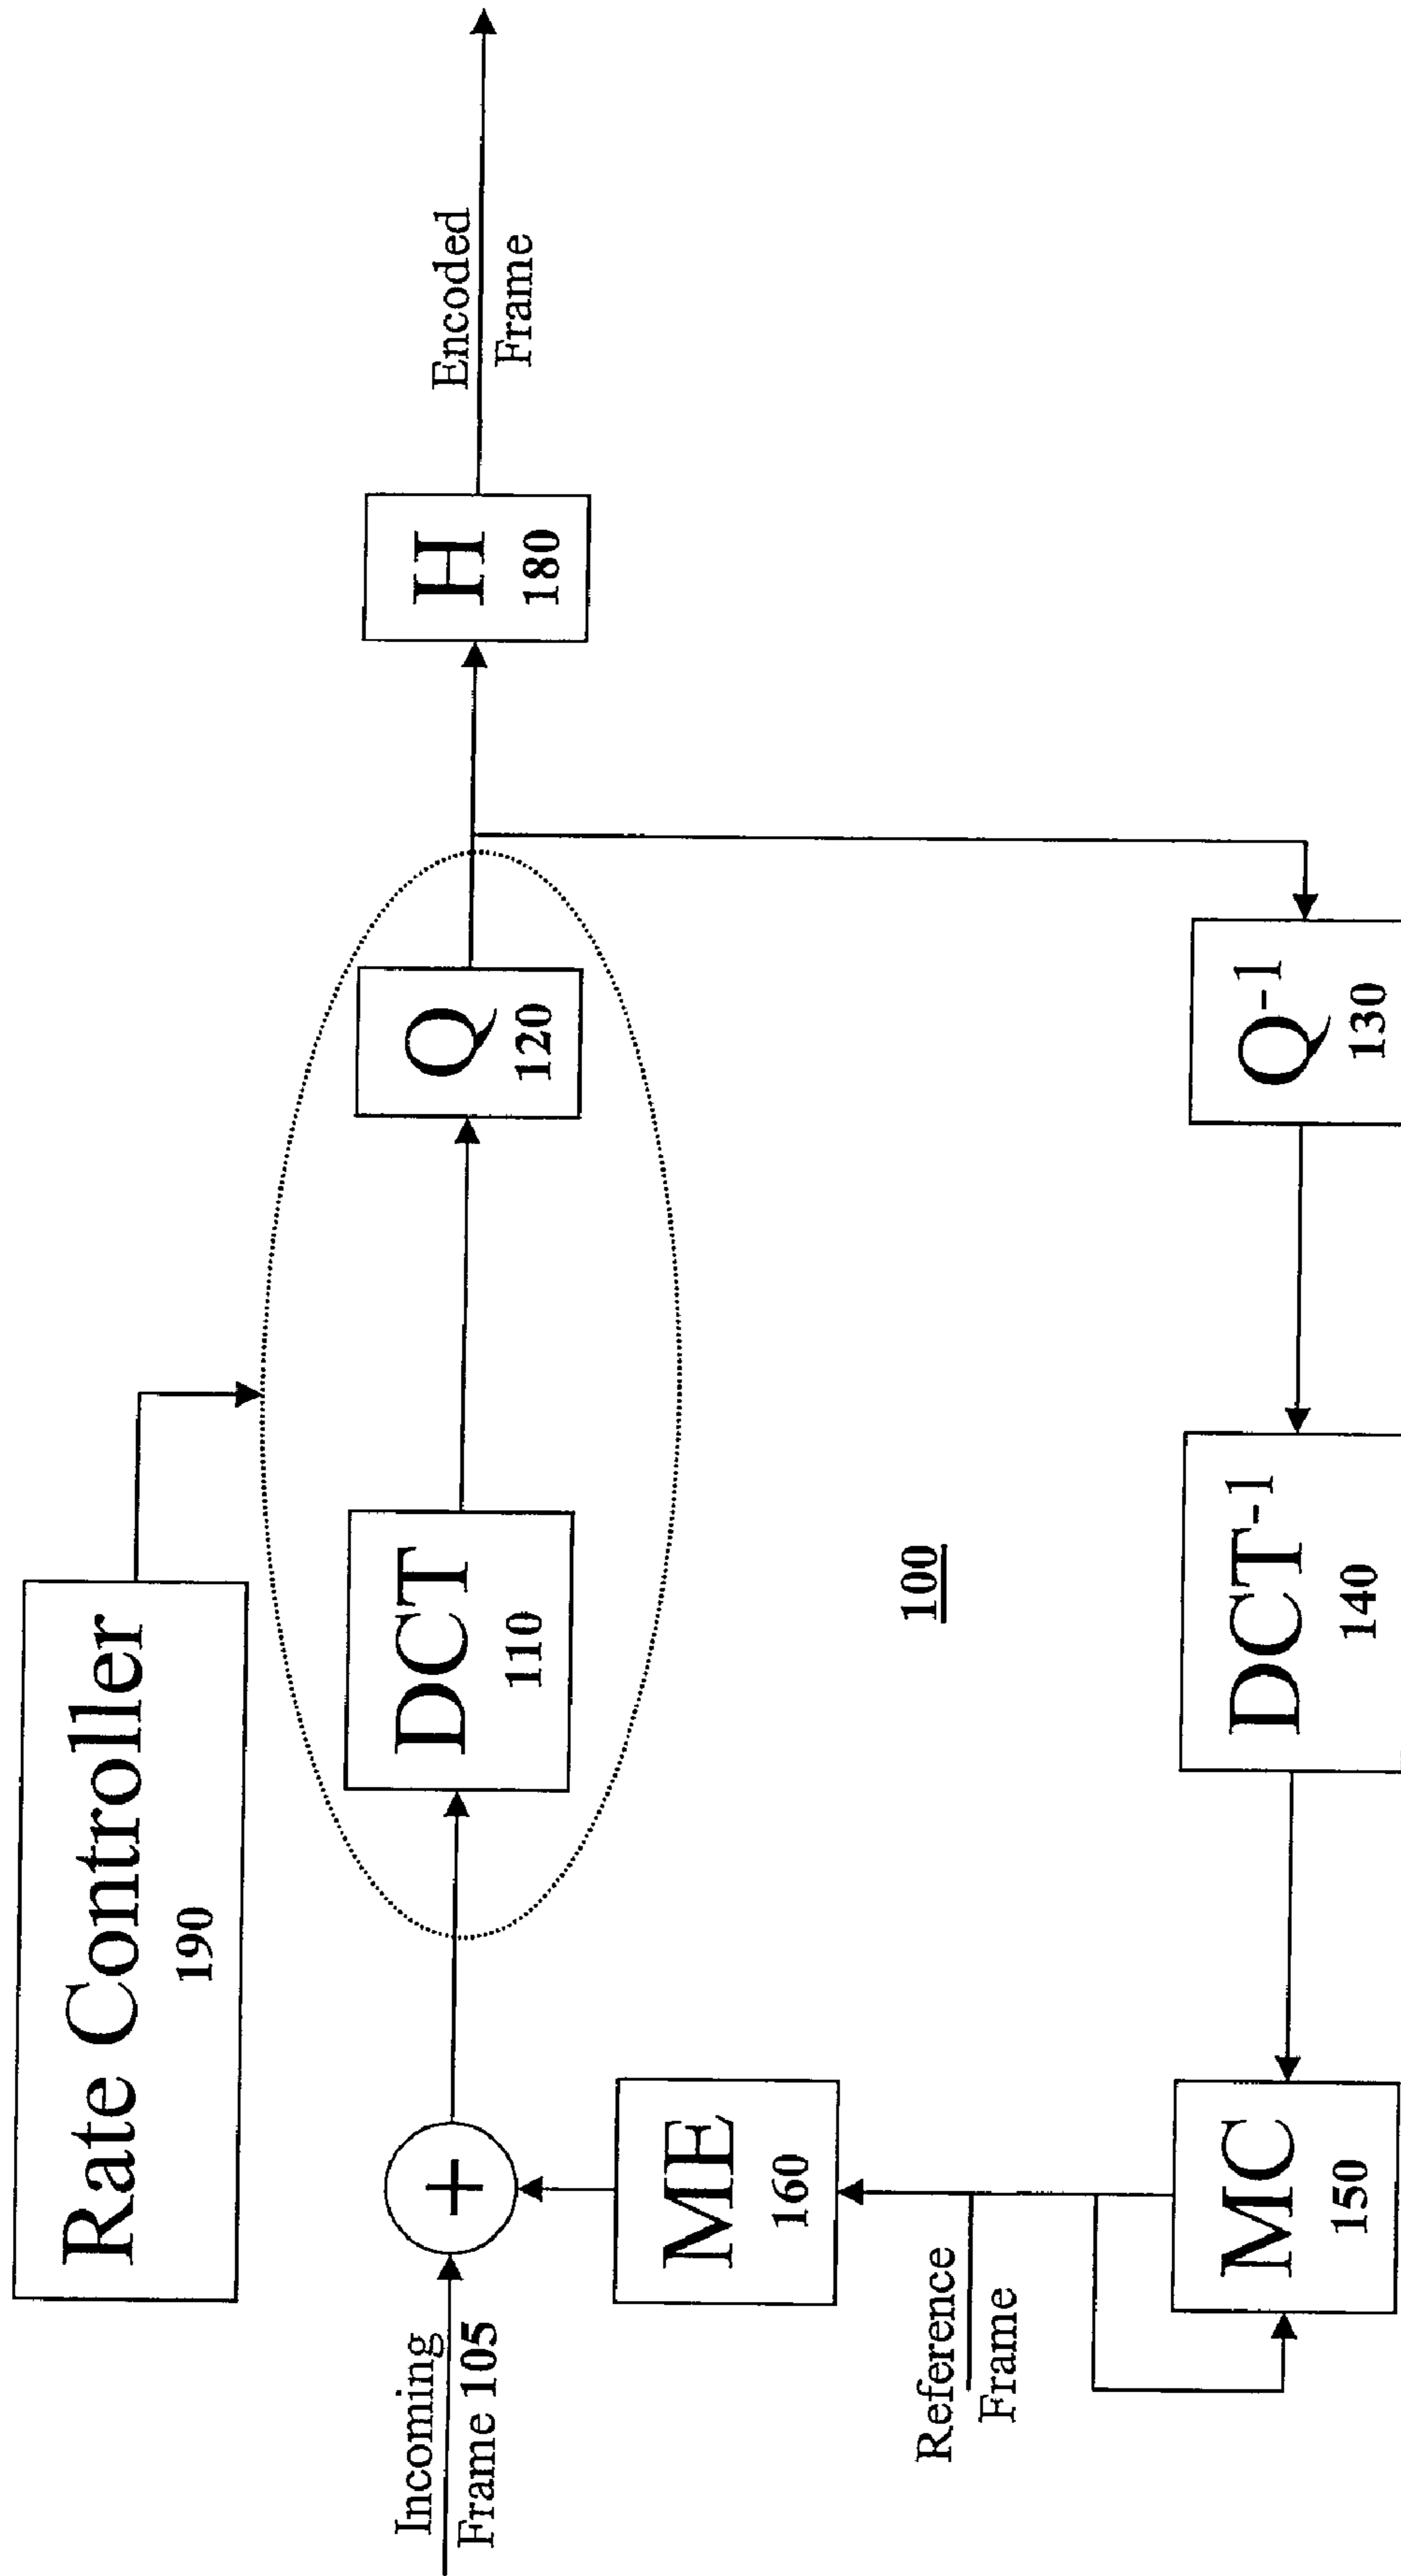 Rate Controller
190
Incoming
Frame 105
+
DCT
110
Q
120
H
180
Encoded
Frame
ME
160
100
Reference
Frame
MC
150
DCT-1
140
Q-1
130